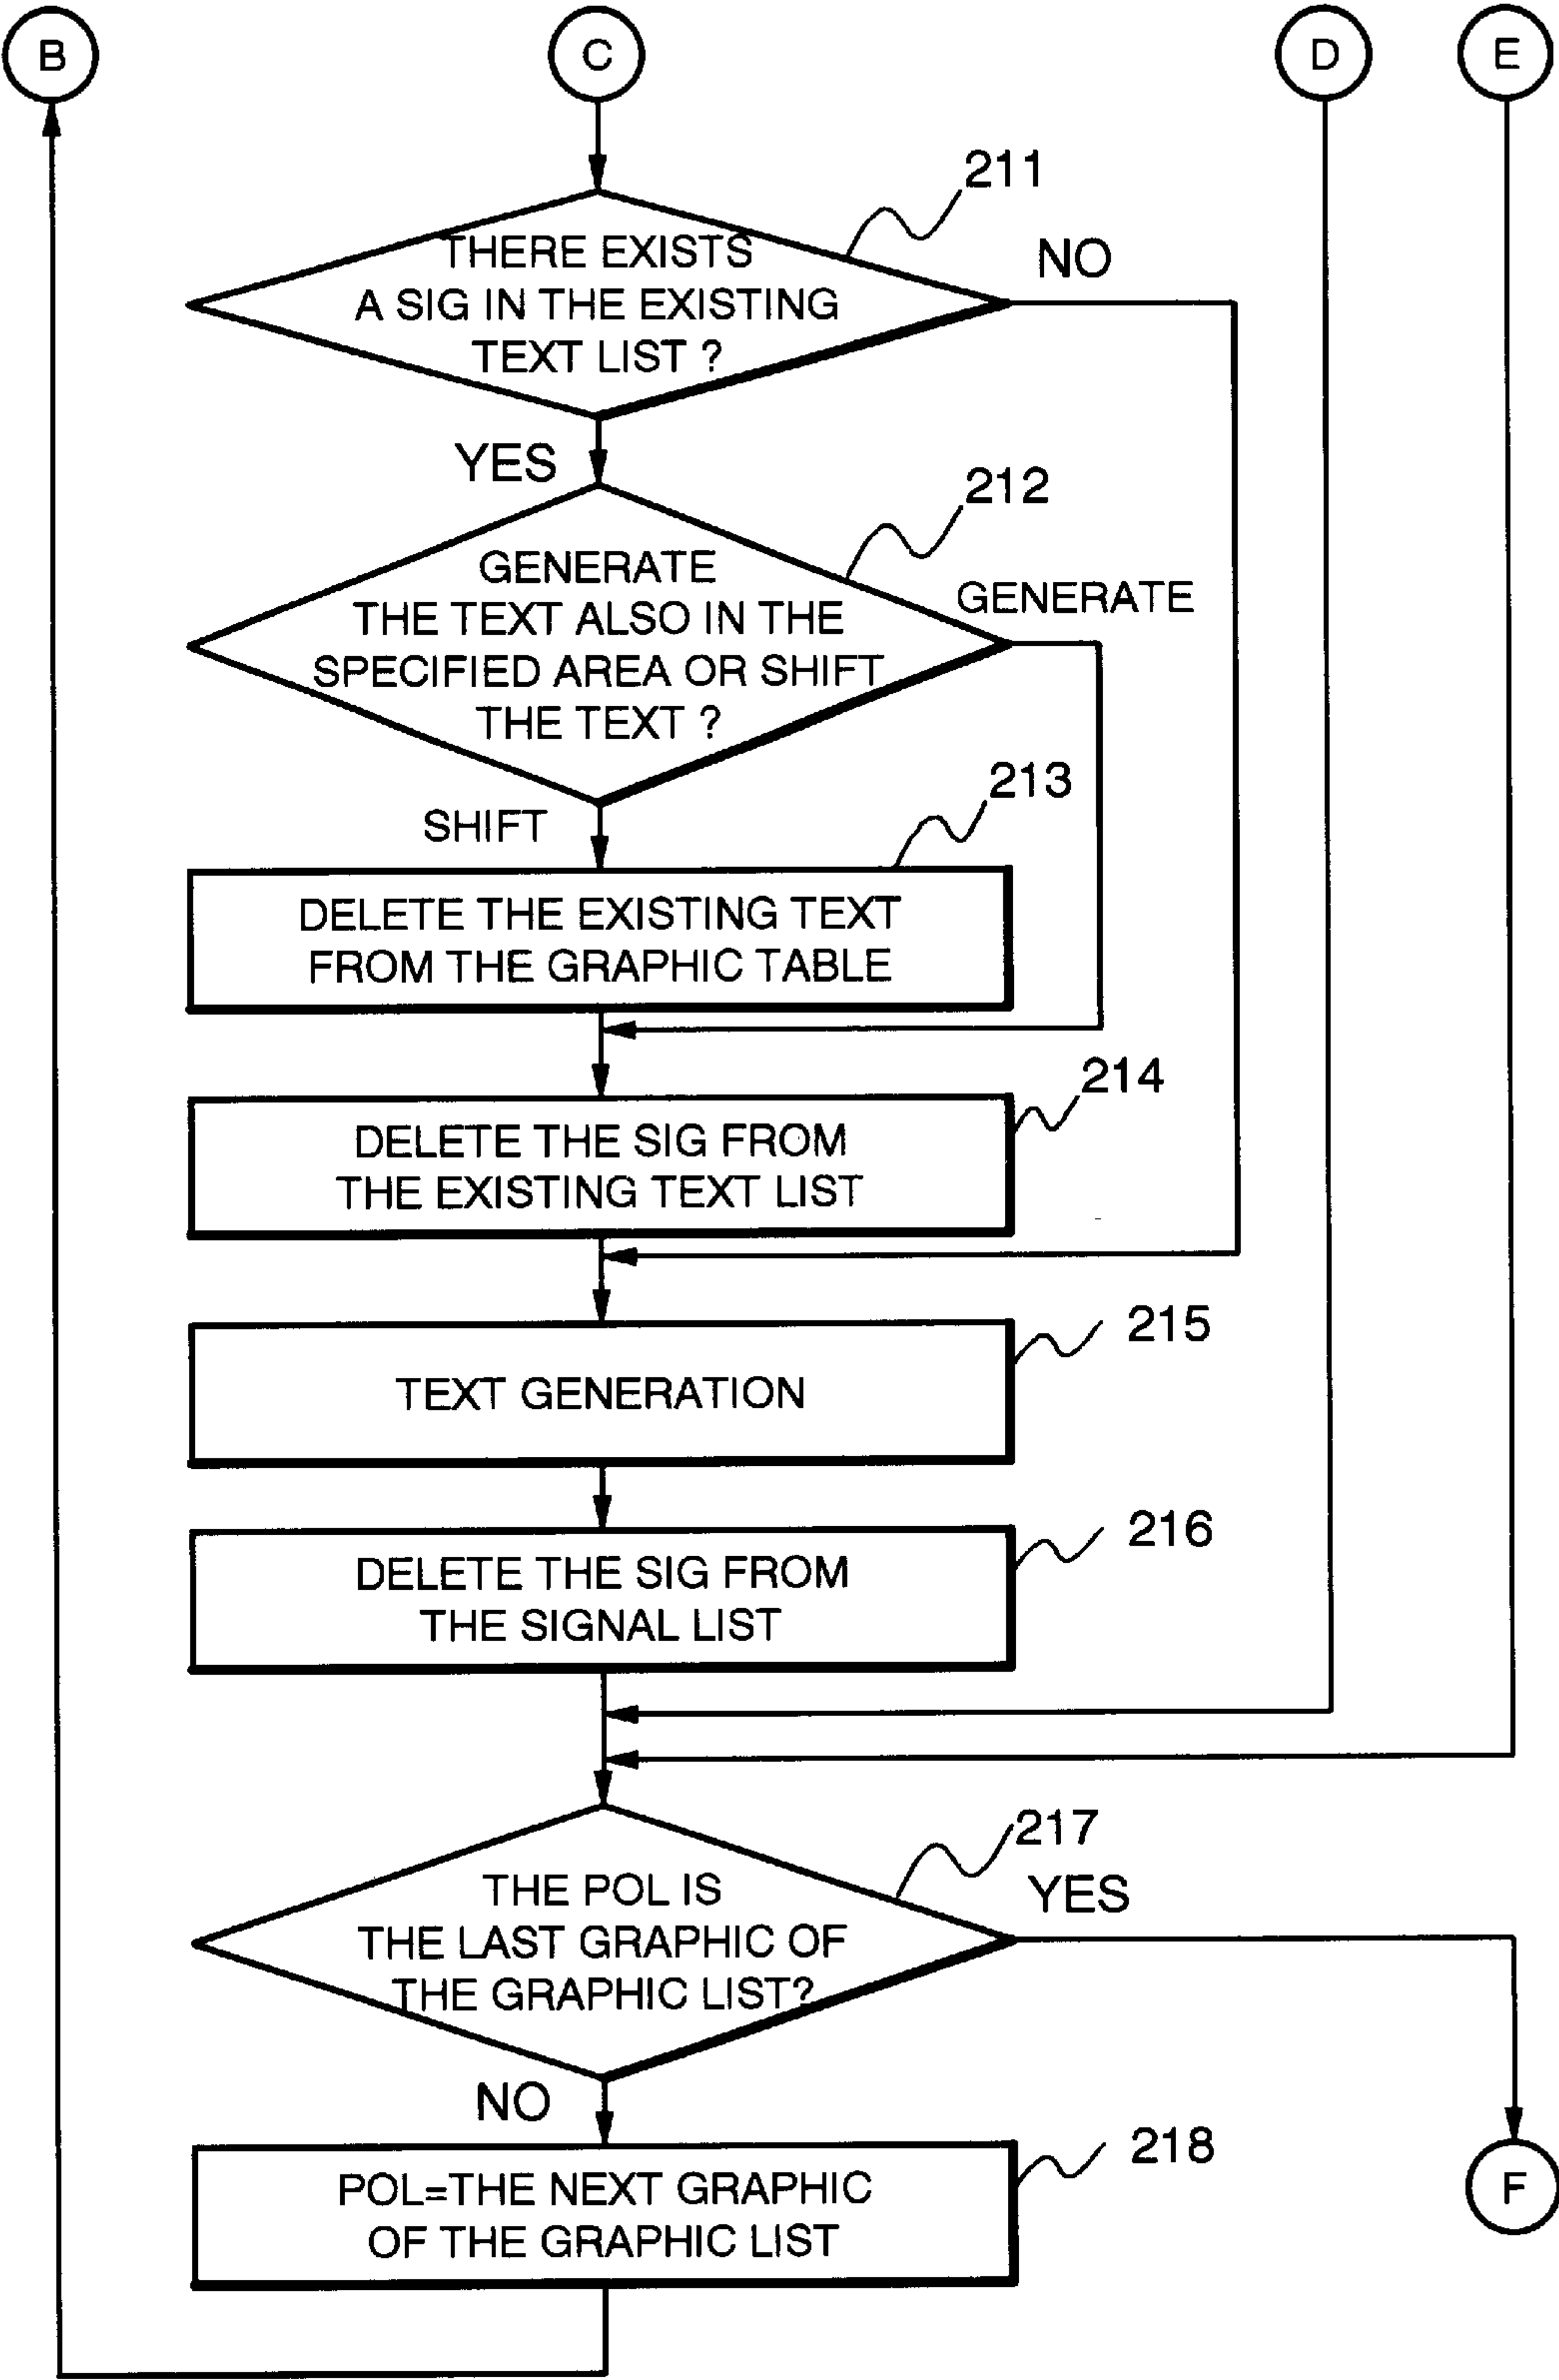 B
C
D
E
211
THERE EXISTS
A SIG IN THE EXISTING
TEXT LIST ?
NO
YES
212
GENERATE
THE TEXT ALSO IN THE
SPECIFIED AREA OR SHIFT
THE TEXT ?
GENERATE
SHIFT
213
DELETE THE EXISTING TEXT
FROM THE GRAPHIC TABLE
214
DELETE THE SIG FROM
THE EXISTING TEXT LIST
215
TEXT GENERATION
216
DELETE THE SIG FROM
THE SIGNAL LIST
217
THE POL IS
THE LAST GRAPHIC OF
THE GRAPHIC LIST?
YES
NO
218
POL=THE NEXT GRAPHIC
OF THE GRAPHIC LIST
F